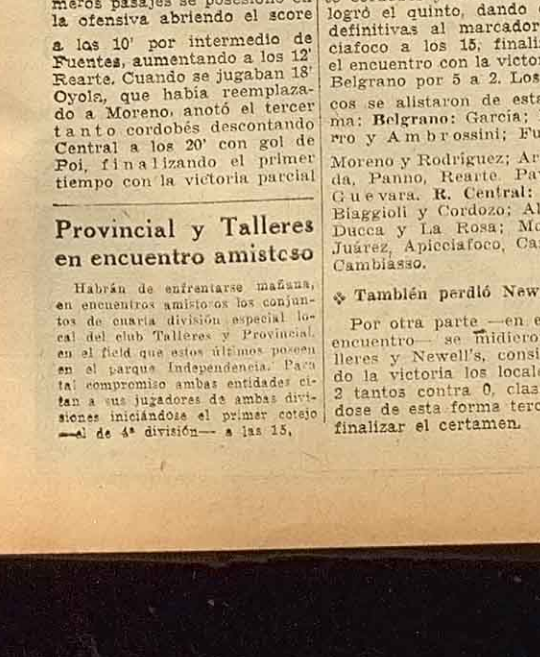 meros pasajes se posesionó en
la ofensiva abriendo el score
a los 10' por intermedio de
Fuentes, aumentando a los 12'
Rearte. Cuando se jugaban 18'
Oyola, que había reemplaza-
do a Moreno, anotó el tercer
tanto cordobés descontando
Central a los 20' con gol de
Poi, finalizando el primer
tiempo con la victoria parcial
Provincial y Talleres
en encuentro amistoso
Habrán de enfrentarse mañana,
en encuentros amistosos los conjun-
tos de cuarta división especial lo-
cal del club Talleres y Provincial,
en el field que estos últimos poseen
en el parque Independencia. Para
tal compromiso ambas entidades ci-
tan a sus jugadores de ambas divi-
siones iniciándose el primer cotejo
—el de 4ª división— a las 15,
logró el quinto, dando
definitivas al marcador
ciafoco a los 15, finali
el encuentro con la victor
Belgrano por 5 a 2. Los
cos se alistaron de esta
ma: Belgrano: García;
rro y Ambrossini; Fu
Moreno y Rodríguez; Ar
da, Panno, Rearte. Pa
Guevara. R. Central:
Biaggioli y Cordozo; Al
Ducca y La Rosa; Mo
Juárez, Apicciafoco, Ca
Cambiasso.
❖ También perdió New
Por otra parte —en e
encuentro— se midiero
lleres y Newell's, consi
do la victoria los locale
2 tantos contra 0, clas
dose de esta forma terc
finalizar el certamen.